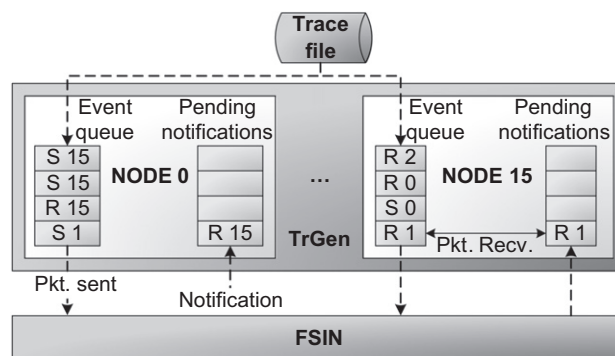 Trace
file
Event
queue
Pending
notifications
S 15
S 15
R 15
S 1
NODE 0
R 15
...
TrGen
Event
queue
Pending
notifications
R 2
R 0
S 0
R 1
NODE 15
Pkt. Recv.
R 1
Pkt. sent
Notification
FSIN